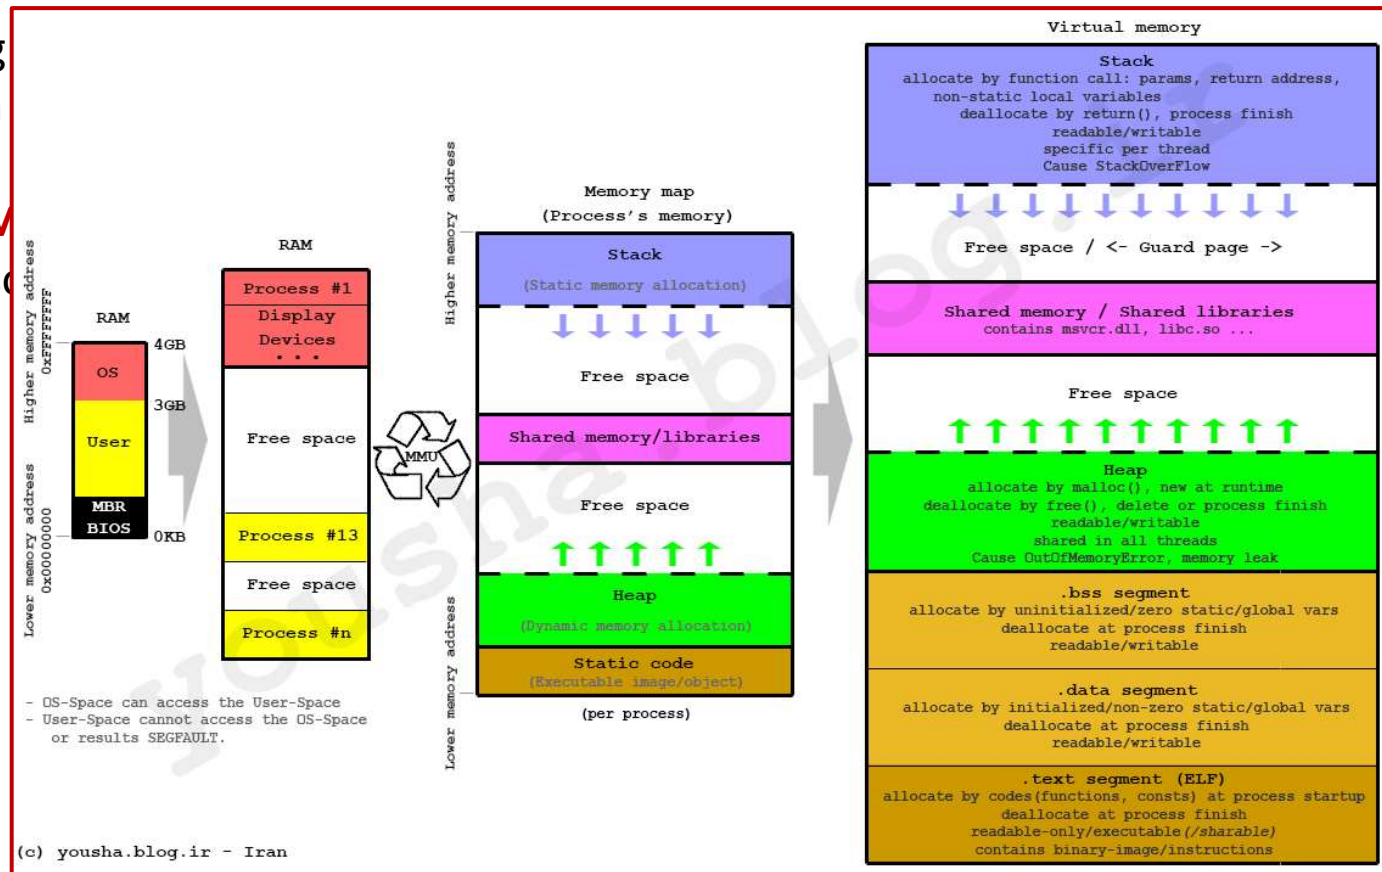 Higher memory address
0xFFFFFFFF
Lower memory address
0x00000000
RAM
4GB
OS
3GB
User
MBR
BIOS
0KB
- OS-Space can access the User-Space
- User-Space cannot access the OS-Space
or results SEGFAULT.
(c) yousha.blog.ir - Iran
RAM
Process #1
Display
Devices
. . .
Free space
Process #13
Free space
Process #n
MMU
Higher memory address
Lower memory address
Memory map
(Process's memory)
Stack
(Static memory allocation)
Free space
Shared memory/libraries
Free space
Heap
(Dynamic memory allocation)
Static code
(Executable image/object)
(per process)
Virtual memory
Stack
allocate by function call: params, return address,
non-static local variables
deallocate by return(), process finish
readable/writable
specific per thread
Cause StackOverFlow
Free space / <- Guard page ->
Shared memory / Shared libraries
contains msvcr.dll, libc.so ...
Free space
Heap
allocate by malloc(), new at runtime
deallocate by free(), delete or process finish
readable/writable
shared in all threads
Cause OutOfMemoryError, memory leak
.bss segment
allocate by uninitialized/zero static/global vars
deallocate at process finish
readable/writable
.data segment
allocate by initialized/non-zero static/global vars
deallocate at process finish
readable/writable
.text segment (ELF)
allocate by codes(functions, consts) at process startup
deallocate at process finish
readable-only/executable(/sharable)
contains binary-image/instructions
yousha.blog.ir